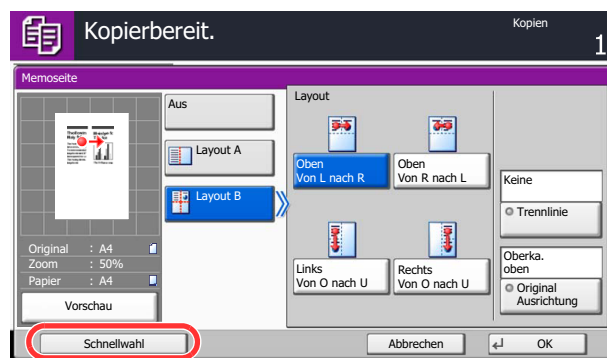 Kopierbereit.
Kopien
1
Memoseite
Aus
Layout A
Layout B
Original : A4
Zoom : 50%
Papier : A4
Vorschau
Layout
Oben
Von L nach R
Oben
Von R nach L
Links
Von O nach U
Rechts
Von O nach U
Keine
Trennlinie
Oberka.
oben
Original
Ausrichtung
Schnellwahl
Abbrechen
OK